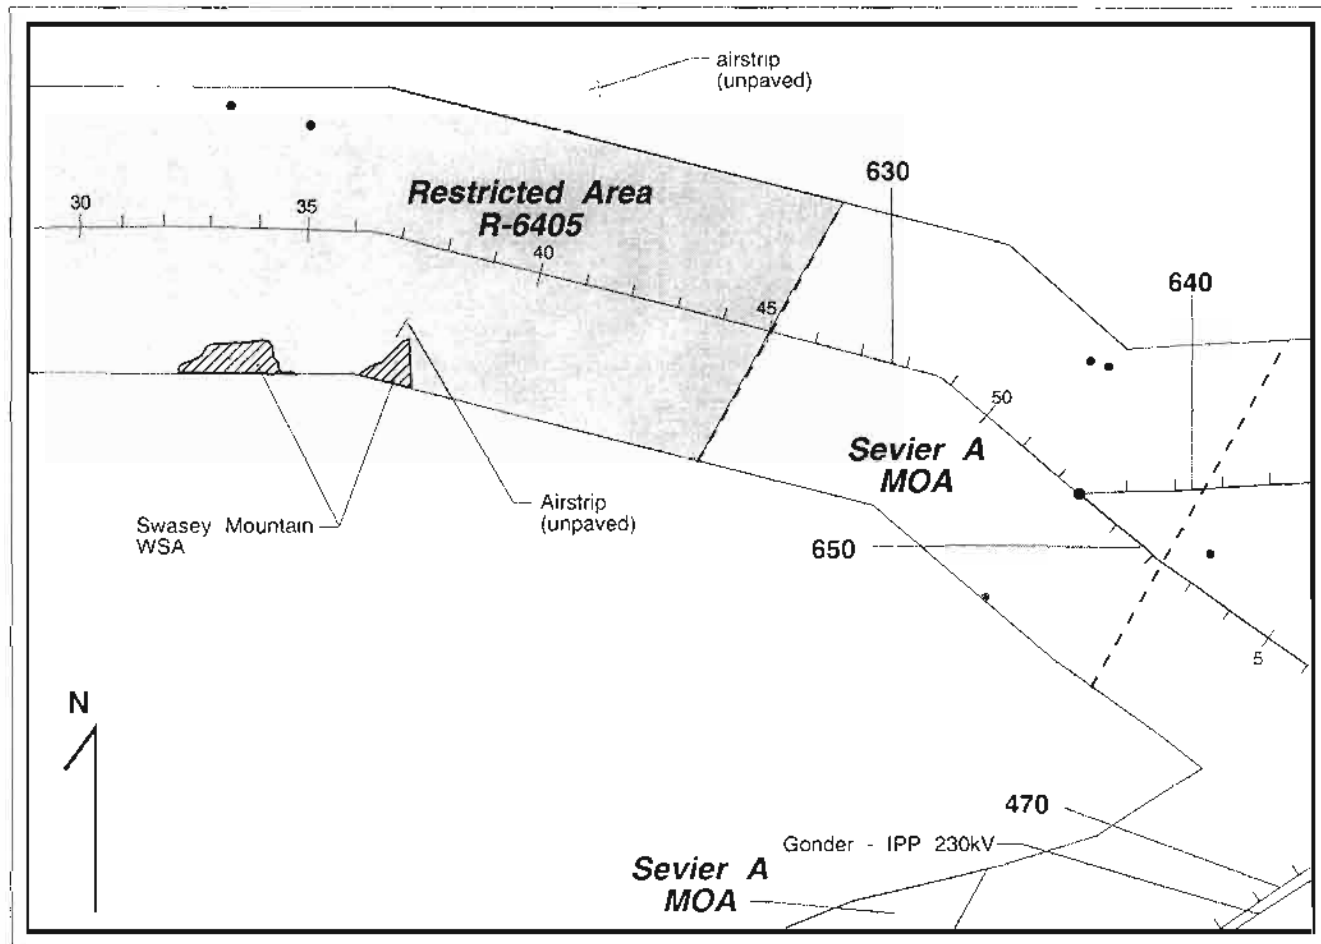 airstrip
(unpaved)
630
Restricted Area
R-6405
30
35
40
45
640
50
Sevier A
MOA
Swasey Mountain
WSA
Airstrip
(unpaved)
650
5
N
470
Gonder - IPP 230kV
Sevier A
MOA